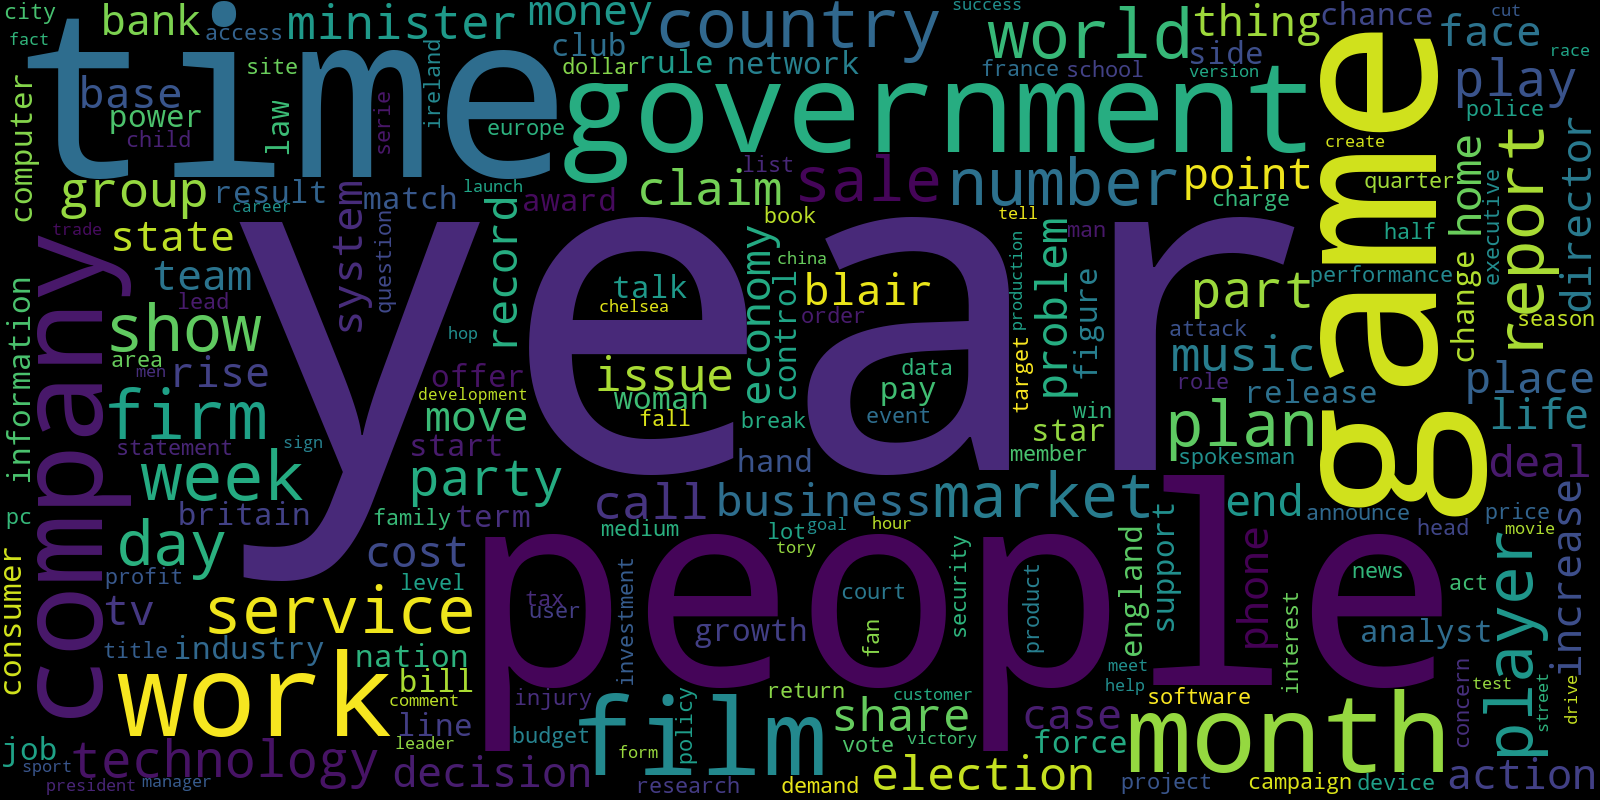 city
bank
access
minister
money
country
success
world
thing
chance
cut
face
fact
time
club
side
race
site
dollar
rule
network
france
school
version
play
base
ireland
government
game
computer
power
law
serie
police
child
europe
create
report
director
list
group
result
match
launch
claim
sale
number
point
quarter
home
career
award
book
tell
charge
trade
state
system
question
record
year
economy
man
half
executive
team
talk
china
control
production
problem
figure
performance
part
change
company
information
lead
chelsea
blair
order
season
show
hop
attack
area
men
rise
offer
issue
data
target
music
development
woman
pay
role
release
place
firm
move
fall
break
event
win
plan
life
sign
statement
start
star
member
spokesman
week
party
hand
deal
call
business
market
end
britain
family
term
announce
head
price
pc
medium
lot
goal
hour
movie
day
cost
tory
people
support
increase
consumer
profit
level
security
england
phone
news
act
player
tv
service
tax
user
investment
court
product
interest
growth
fan
analyst
title
industry
nation
meet
concern
work
bill
help
test
comment
injury
return
customer
software
street
drive
line
policy
film
share
case
month
job
leader
budget
vote
victory
force
sport
technology
form
president
manager
decision
research
demand
election
project
campaign
device
action